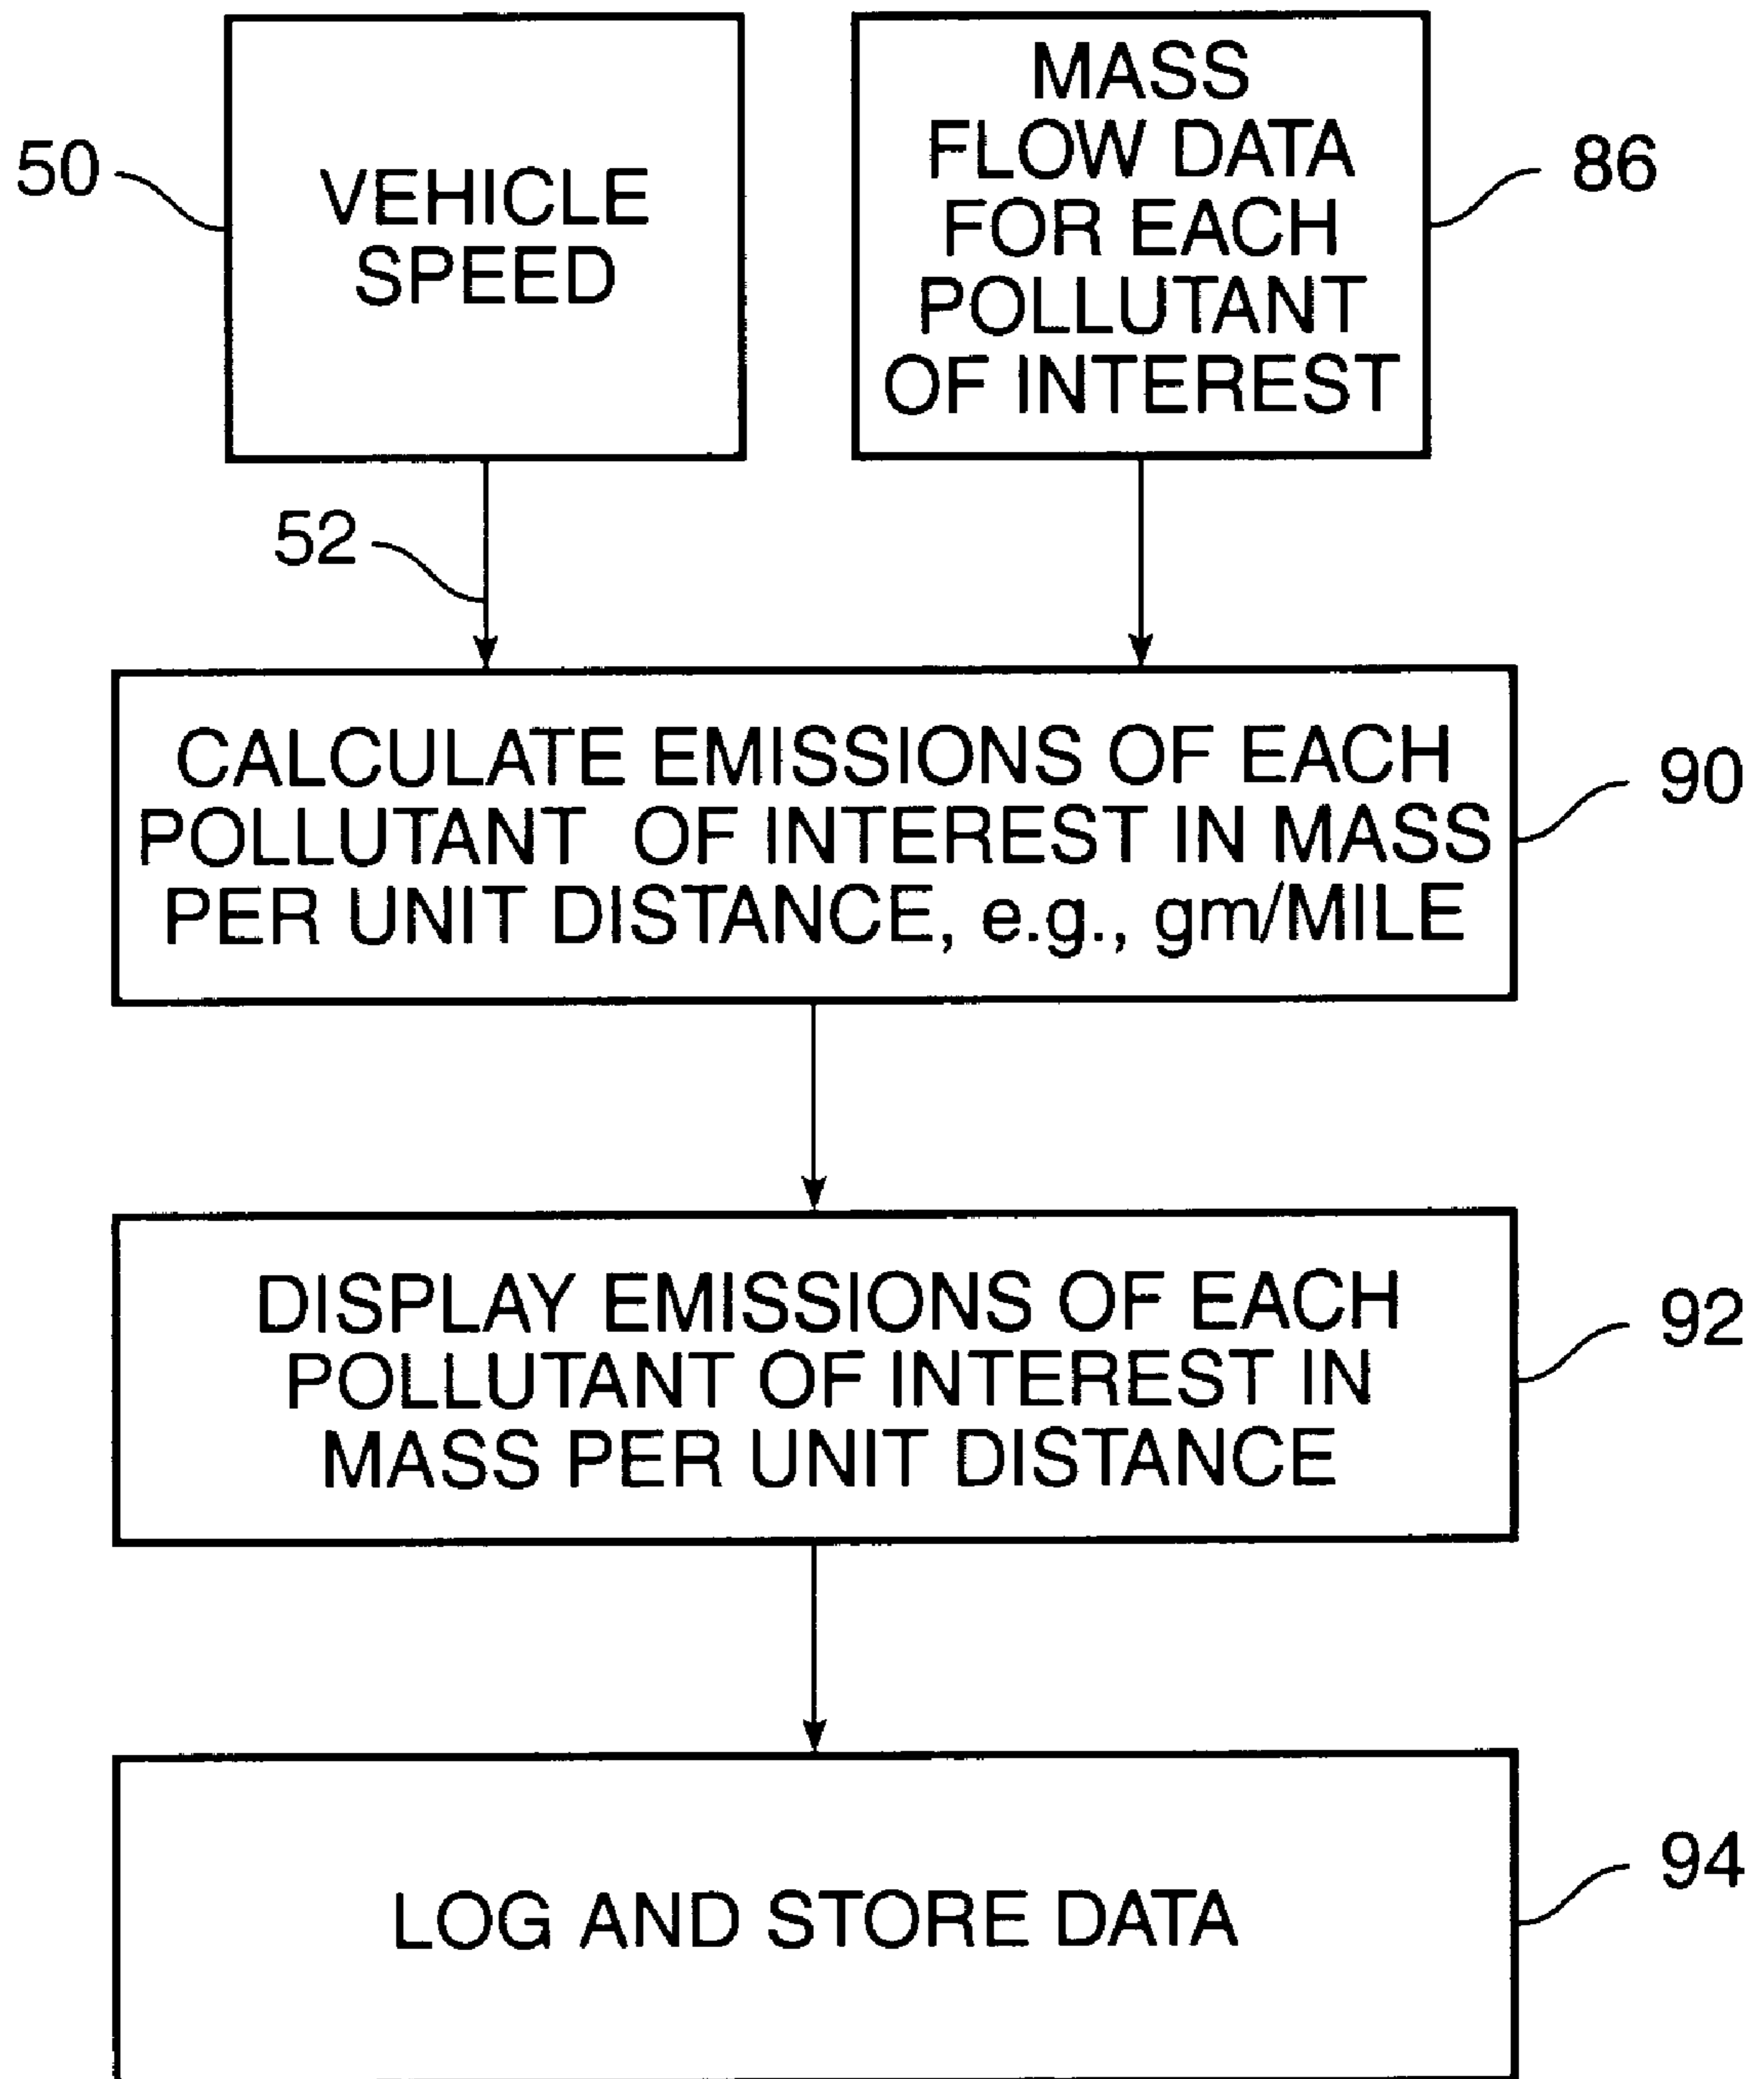 50
VEHICLE
SPEED
MASS
FLOW DATA
FOR EACH
POLLUTANT
OF INTEREST
86
52
CALCULATE EMISSIONS OF EACH
POLLUTANT OF INTEREST IN MASS
PER UNIT DISTANCE, e.g., gm/MILE
90
DISPLAY EMISSIONS OF EACH
POLLUTANT OF INTEREST IN
MASS PER UNIT DISTANCE
92
LOG AND STORE DATA
94